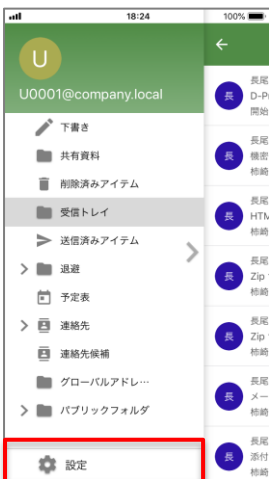 18:24
100%
U
U0001@company.local
下書き
共有資料
削除済みアイテム
受信トレイ
送信済みアイテム
退避
予定表
連絡先
連絡先候補
グローバルアドレ…
パブリックフォルダ
設定
長
長尾
D-P
開始
長
長尾
機密
柿崎
長
長尾
HTM
柿崎
長
長尾
Zip
柿崎
長
長尾
Zip
柿崎
長
長尾
メー
柿崎
長
長尾
添付
柿崎